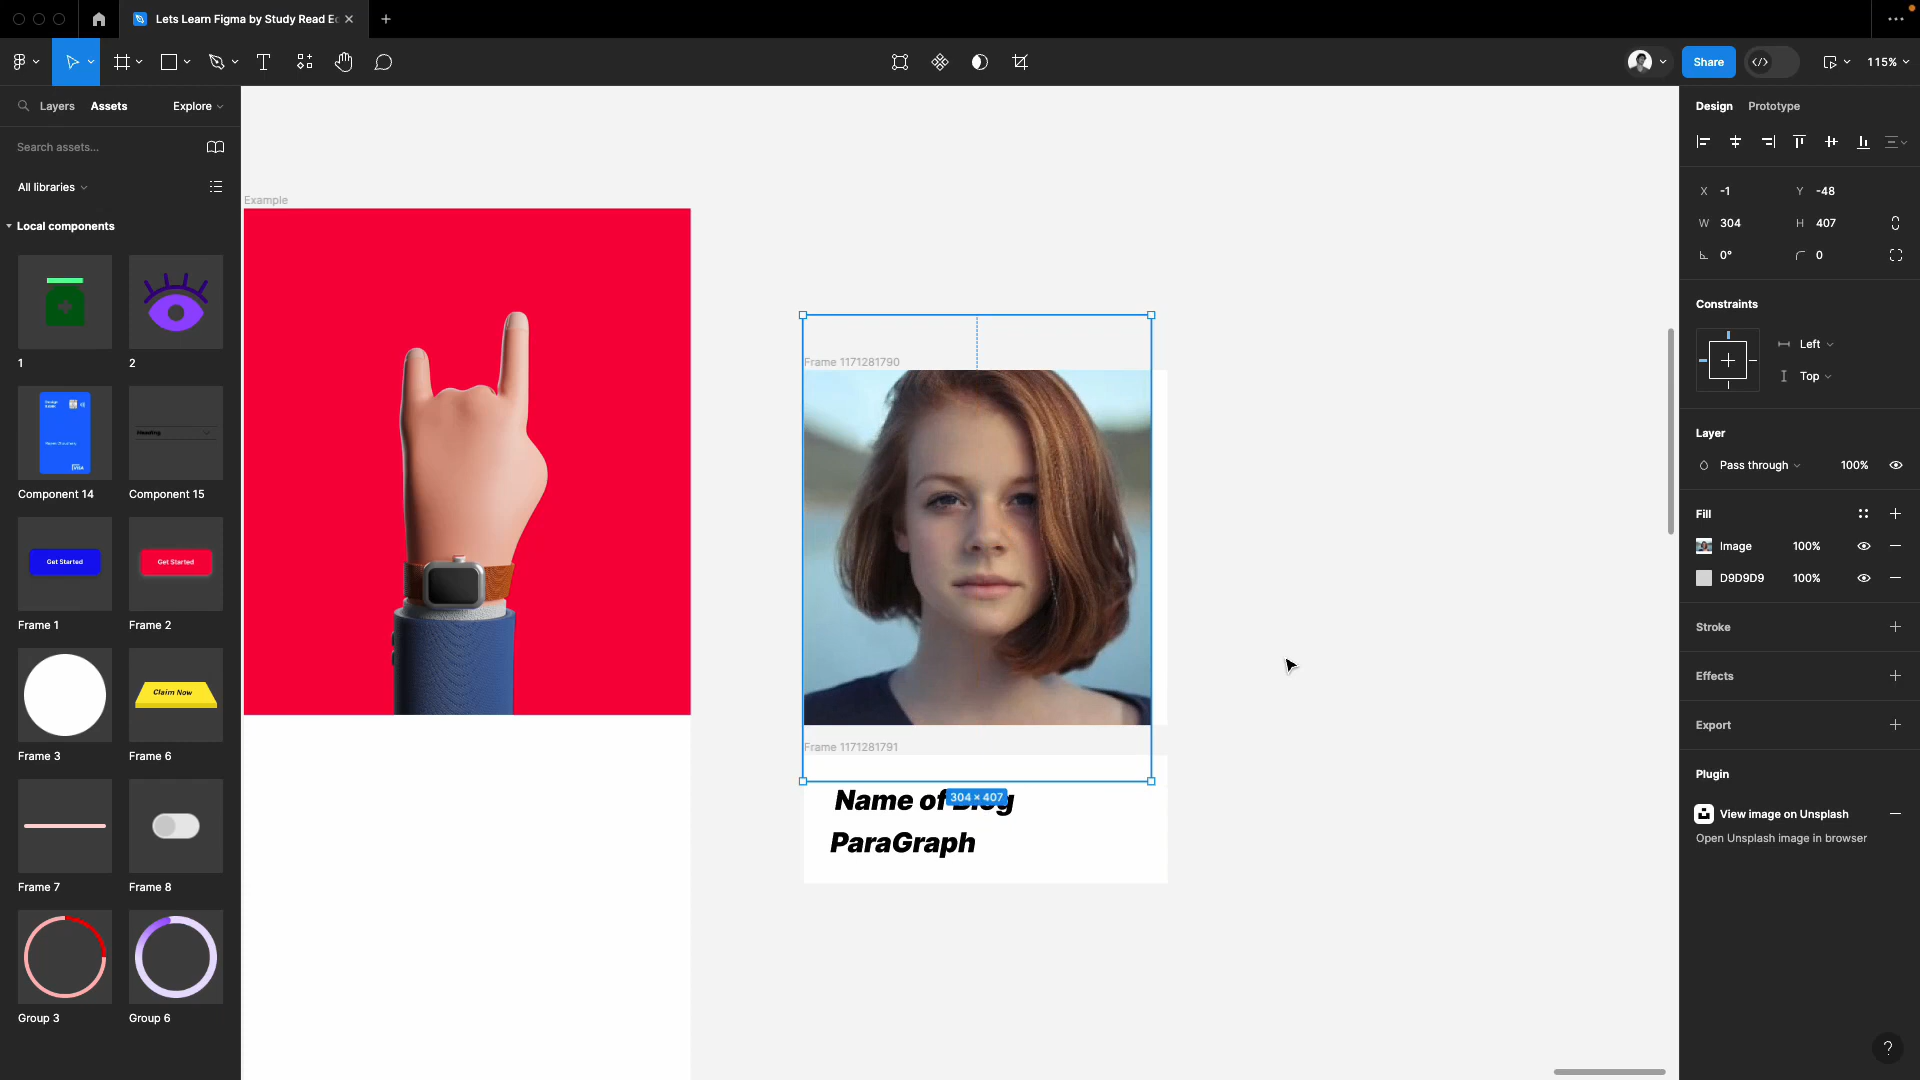 Lets Learn Figma by Study Read Ec
Share
115%
Layers
Assets
Explore
Search assets...
All libraries
Local components
1
2
Component 14
Heading
Component 15
Get Started
Frame 1
Get Started
Frame 2
Frame 3
Claim Now
Frame 6
Frame 7
Frame 8
Group 3
Group 6
Example
Frame 1171281790
Frame 1171281791
304 × 407
Name of Blog
ParaGraph
Design
Prototype
X -1
Y -48
W 304
H 407
0°
0
Constraints
Left
Top
Layer
Pass through
100%
Fill
Image
100%
D9D9D9
100%
Stroke
Effects
Export
Plugin
View image on Unsplash
Open Unsplash image in browser
?